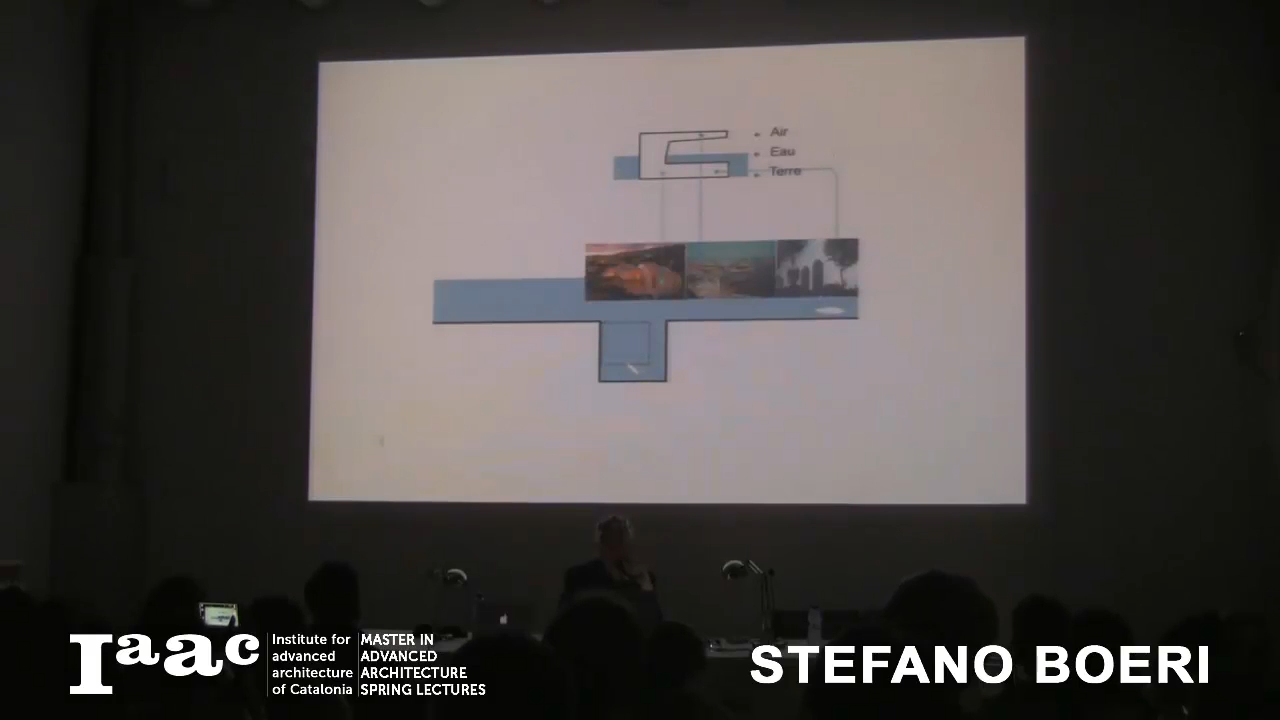 Air
Eau
Terre
Iaac
Institute for
advanced
architecture
of Catalonia
MASTER IN
ADVANCED
ARCHITECTURE
SPRING LECTURES
STEFANO BOERI